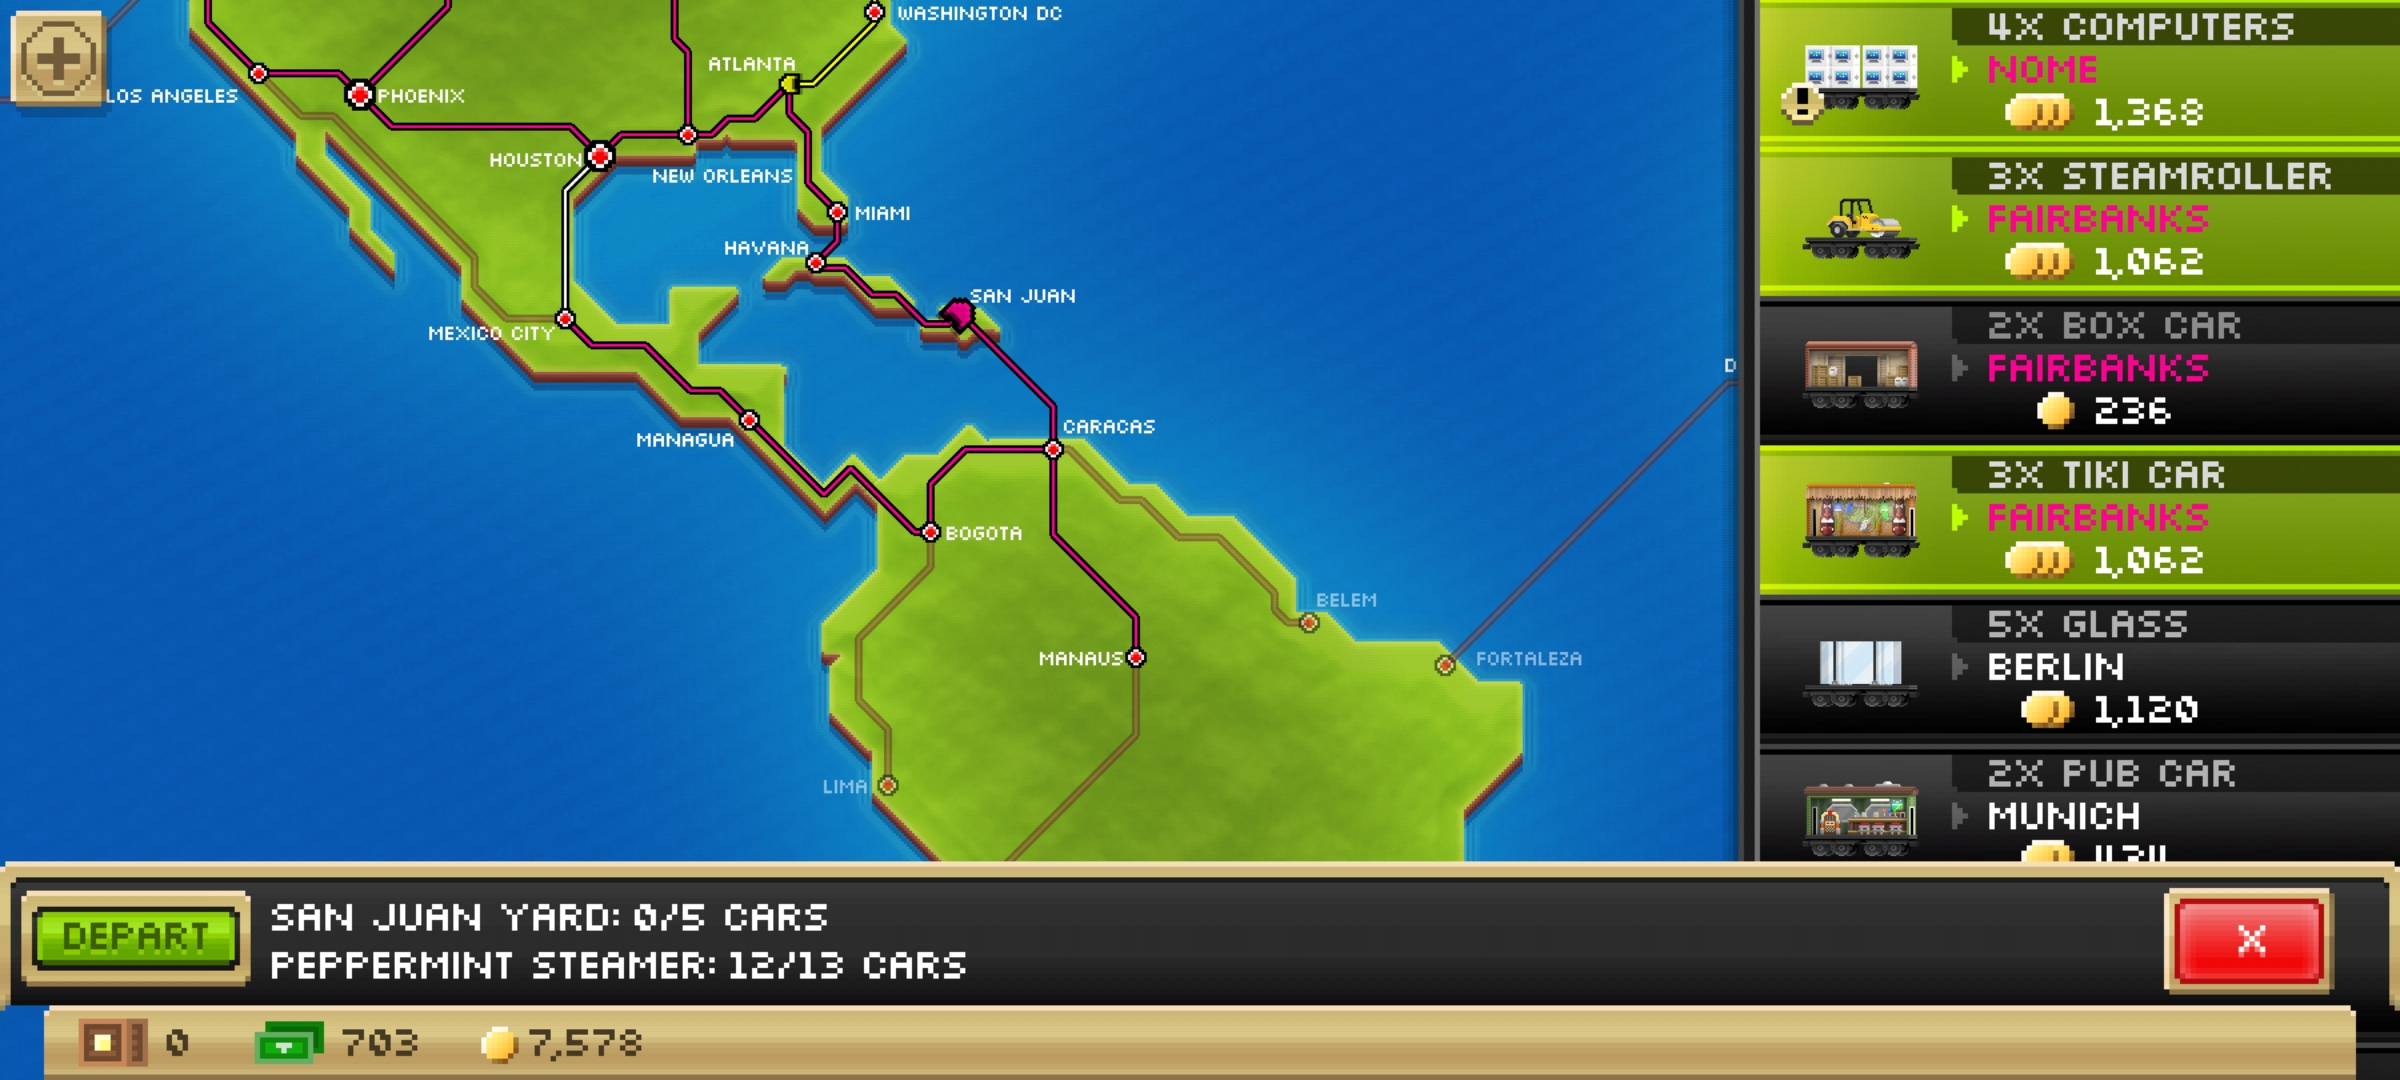 WASHINGTON DC
ATLANTA
LOS ANGELES
PHOENIX
HOUSTON
NEW ORLEANS
MIAMI
HAVANA
SAN JUAN
MEXICO CITY
D
CARACAS
MANAGUA
BOGOTA
BELEM
MANAUS
FORTALEZA
LIMA
4X COMPUTERS
NOME
1,368
3X STEAMROLLER
FAIRBANKS
1,062
2X BOX CAR
FAIRBANKS
236
3X TIKI CAR
FAIRBANKS
1,062
5X GLASS
BERLIN
1,120
2X PUB CAR
MUNICH
DEPART
SAN JUAN YARD: 0/5 CARS
PEPPERMINT STEAMER: 12/13 CARS
X
0
703
7,578